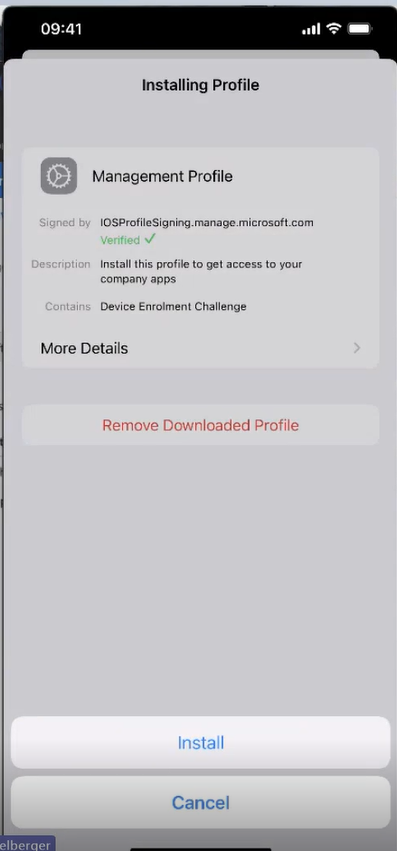 09:41
Installing Profile
Management Profile
Signed by IOSProfileSigning.manage.microsoft.com
Verified ✓
Description Install this profile to get access to your
company apps
Contains Device Enrolment Challenge
More Details
Remove Downloaded Profile
Install
Cancel
elberger